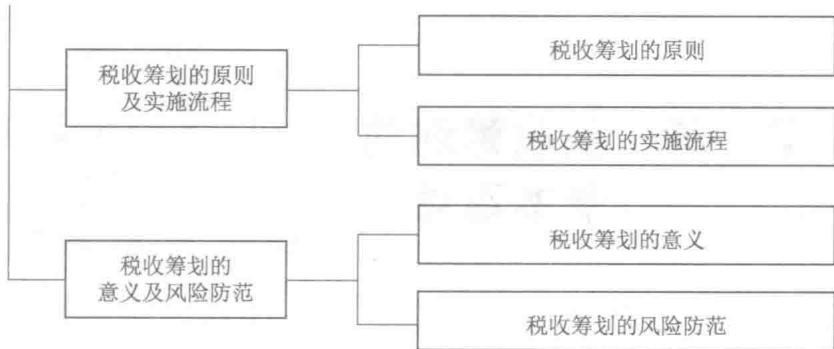 税收筹划的原则
及实施流程
税收筹划的原则
税收筹划的实施流程
税收筹划的
意义及风险防范
税收筹划的意义
税收筹划的风险防范